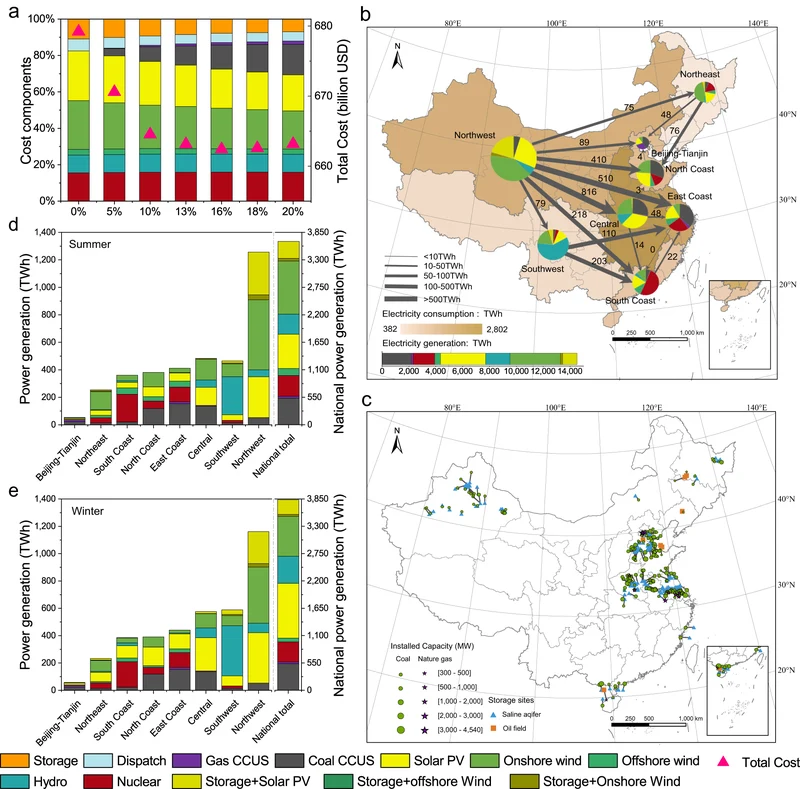 a
100%
80%
60%
40%
20%
0%
Cost components
680
670
660
Total Cost (billion USD)
0% 5% 10% 13% 16% 18% 20%
b
80°E 100°E 120°E 140°E
40°N
30°N
20°N
N
Northeast
Northwest
Beijing-Tianjin
North Coast
East Coast
Central
Southwest
South Coast
75
48
76
89
4
410
510
816
3
79
218
48
110
14
0
22
203
<10TWh
10-50TWh
50-100TWh
100-500TWh
>500TWh
Electricity consumption : TWh
382 2,802
Electricity generation: TWh
0 2,000 4,000 6,000 8,000 10,000 12,000 14,000
0 250 500 1,000 km
d
Summer
Power generation (TWh)
1,400
1,200
1,000
800
600
400
200
0
3,850
3,300
2,750
2,200
1,650
1,100
550
0
National power generation (TWh)
Beijing-Tianjin
Northeast
South Coast
North Coast
East Coast
Central
Southwest
Northwest
National total
e
Winter
Power generation (TWh)
1,400
1,200
1,000
800
600
400
200
0
3,850
3,300
2,750
2,200
1,650
1,100
550
0
National power generation (TWh)
Beijing-Tianjin
Northeast
South Coast
North Coast
East Coast
Central
Southwest
Northwest
National total
c
80°E 100°E 120°E 140°E
40°N
30°N
20°N
N
Installed Capacity (MW)
Coal Nature gas
[300 - 500)
[500 - 1,000)
[1,000 - 2,000)
[2,000 - 3,000)
[3,000 - 4,540]
Storage sites
Saline aqifer
Oil field
0 250 500 1,000 km
Storage Dispatch Gas CCUS Coal CCUS Solar PV Onshore wind Offshore wind Total Cost
Hydro Nuclear Storage+Solar PV Storage+offshore Wind Storage+Onshore Wind